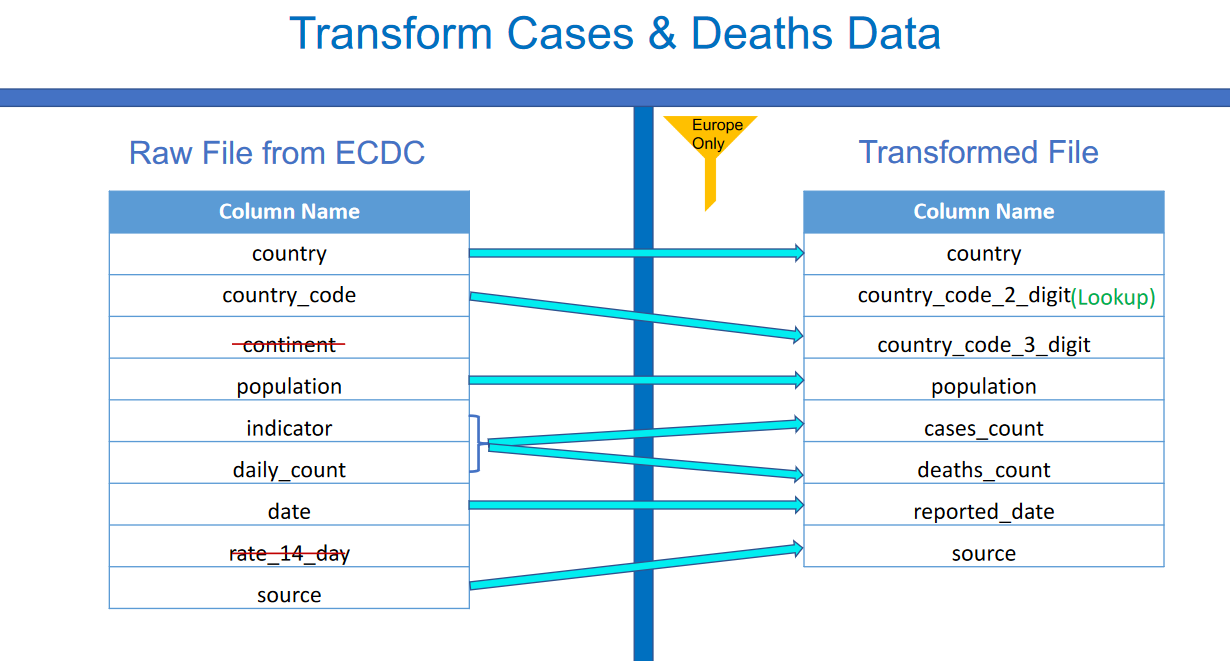 Transform Cases & Deaths Data
Europe
Only
Raw File from ECDC
Transformed File
Column Name
country
country_code
continent
population
indicator
daily_count
date
rate_14_day
source
Column Name
country
country_code_2_digit(Lookup)
country_code_3_digit
population
cases_count
deaths_count
reported_date
source